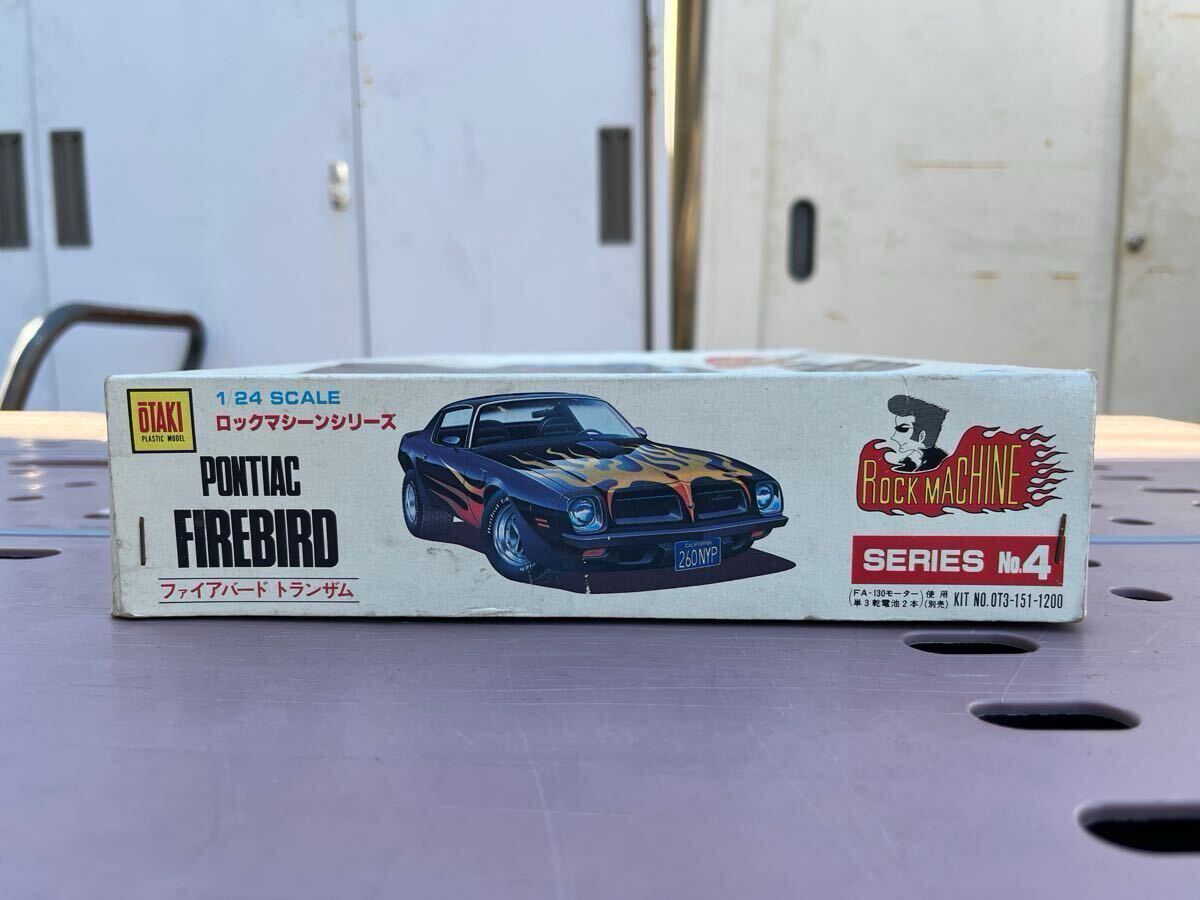 ŌTAKI
PLASTIC MODEL
1/24 SCALE
ロックマシーンシリーズ
PONTIAC
FIREBIRD
ファイアバード トランザム
CALIFORNIA
260NYP
ROCK MACHINE
SERIES No.4
(FA-130モーター)使用
(単3乾電池2本)(別売)
KIT NO.OT3-151-1200